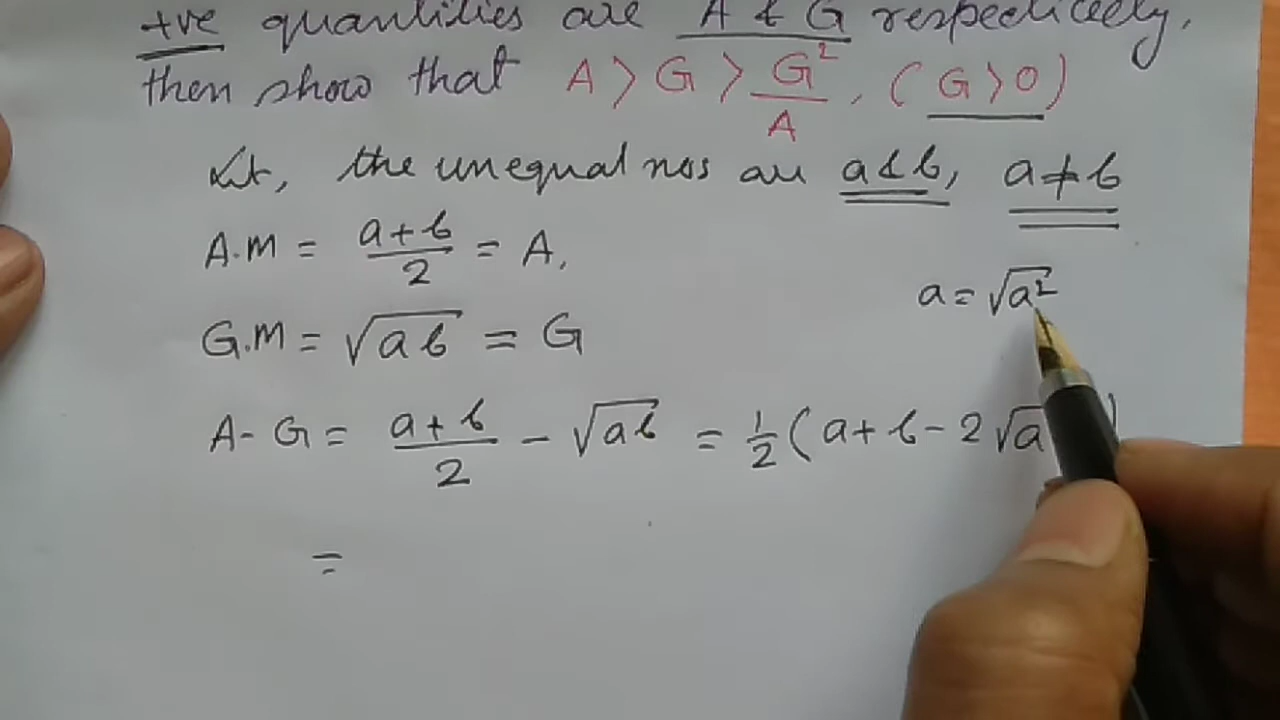 +ve quantities are A & G respectively,
then show that A > G > G²/A, (G > 0)
Let, the unequal nos are a & b, a ≠ b
A.M = a+b/2 = A,
a = √a²
G.M = √ab = G
A - G = a+b/2 - √ab = 1/2 (a + b - 2√a )
=